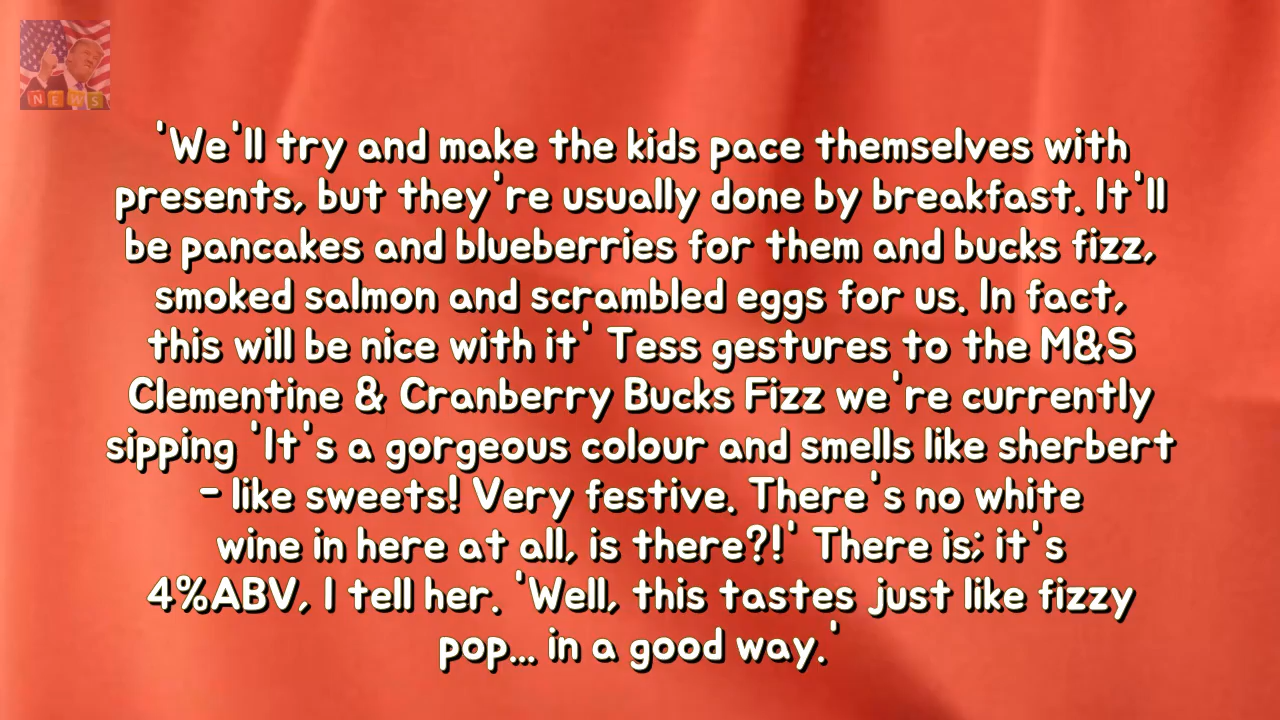 NEWS
'We'll try and make the kids pace themselves with
presents, but they're usually done by breakfast. It'll
be pancakes and blueberries for them and bucks fizz,
smoked salmon and scrambled eggs for us. In fact,
this will be nice with it' Tess gestures to the M&S
Clementine & Cranberry Bucks Fizz we're currently
sipping 'It's a gorgeous colour and smells like sherbert
- like sweets! Very festive. There's no white
wine in here at all, is there?!' There is; it's
4%ABV, I tell her. 'Well, this tastes just like fizzy
pop... in a good way.'